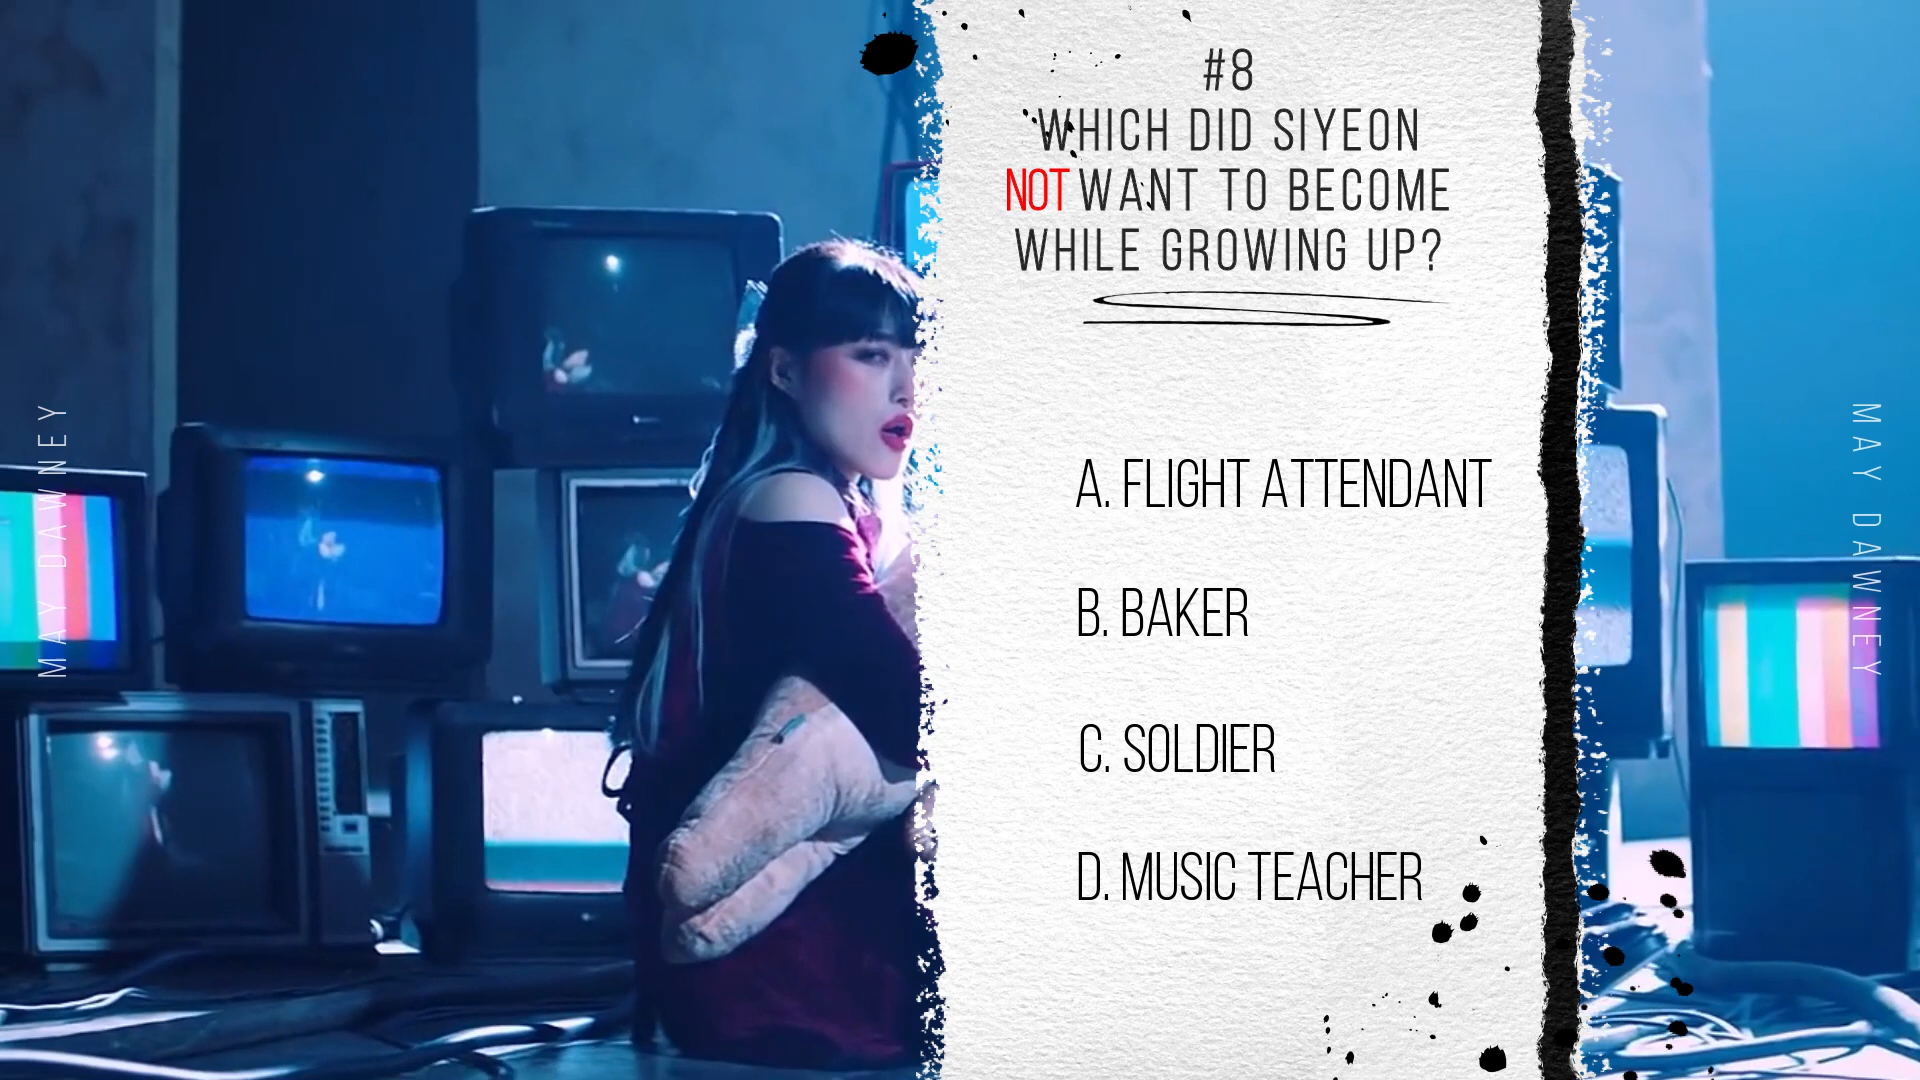 #8
WHICH DID SIYEON
NOT WANT TO BECOME
WHILE GROWING UP?
A. FLIGHT ATTENDANT
B. BAKER
C. SOLDIER
D. MUSIC TEACHER
MAY DAWNEY
MAY DAWNEY